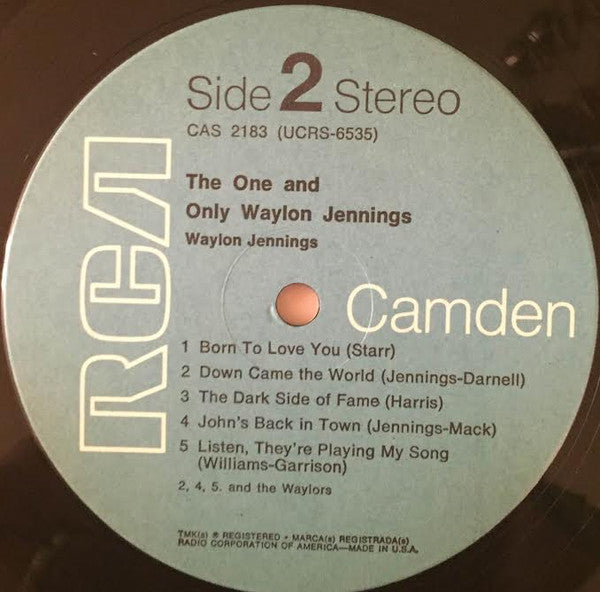 Side 2 Stereo
CAS 2183 (UCRS-6535)
The One and
Only Waylon Jennings
Waylon Jennings
RCA
Camden
1 Born To Love You (Starr)
2 Down Came the World (Jennings-Darnell)
3 The Dark Side of Fame (Harris)
4 John's Back in Town (Jennings-Mack)
5 Listen, They're Playing My Song
(Williams-Garrison)
2, 4, 5. and the Waylors
TMK(s) ® REGISTERED • MARCA(s) REGISTRADA(s)
RADIO CORPORATION OF AMERICA—MADE IN U.S.A.